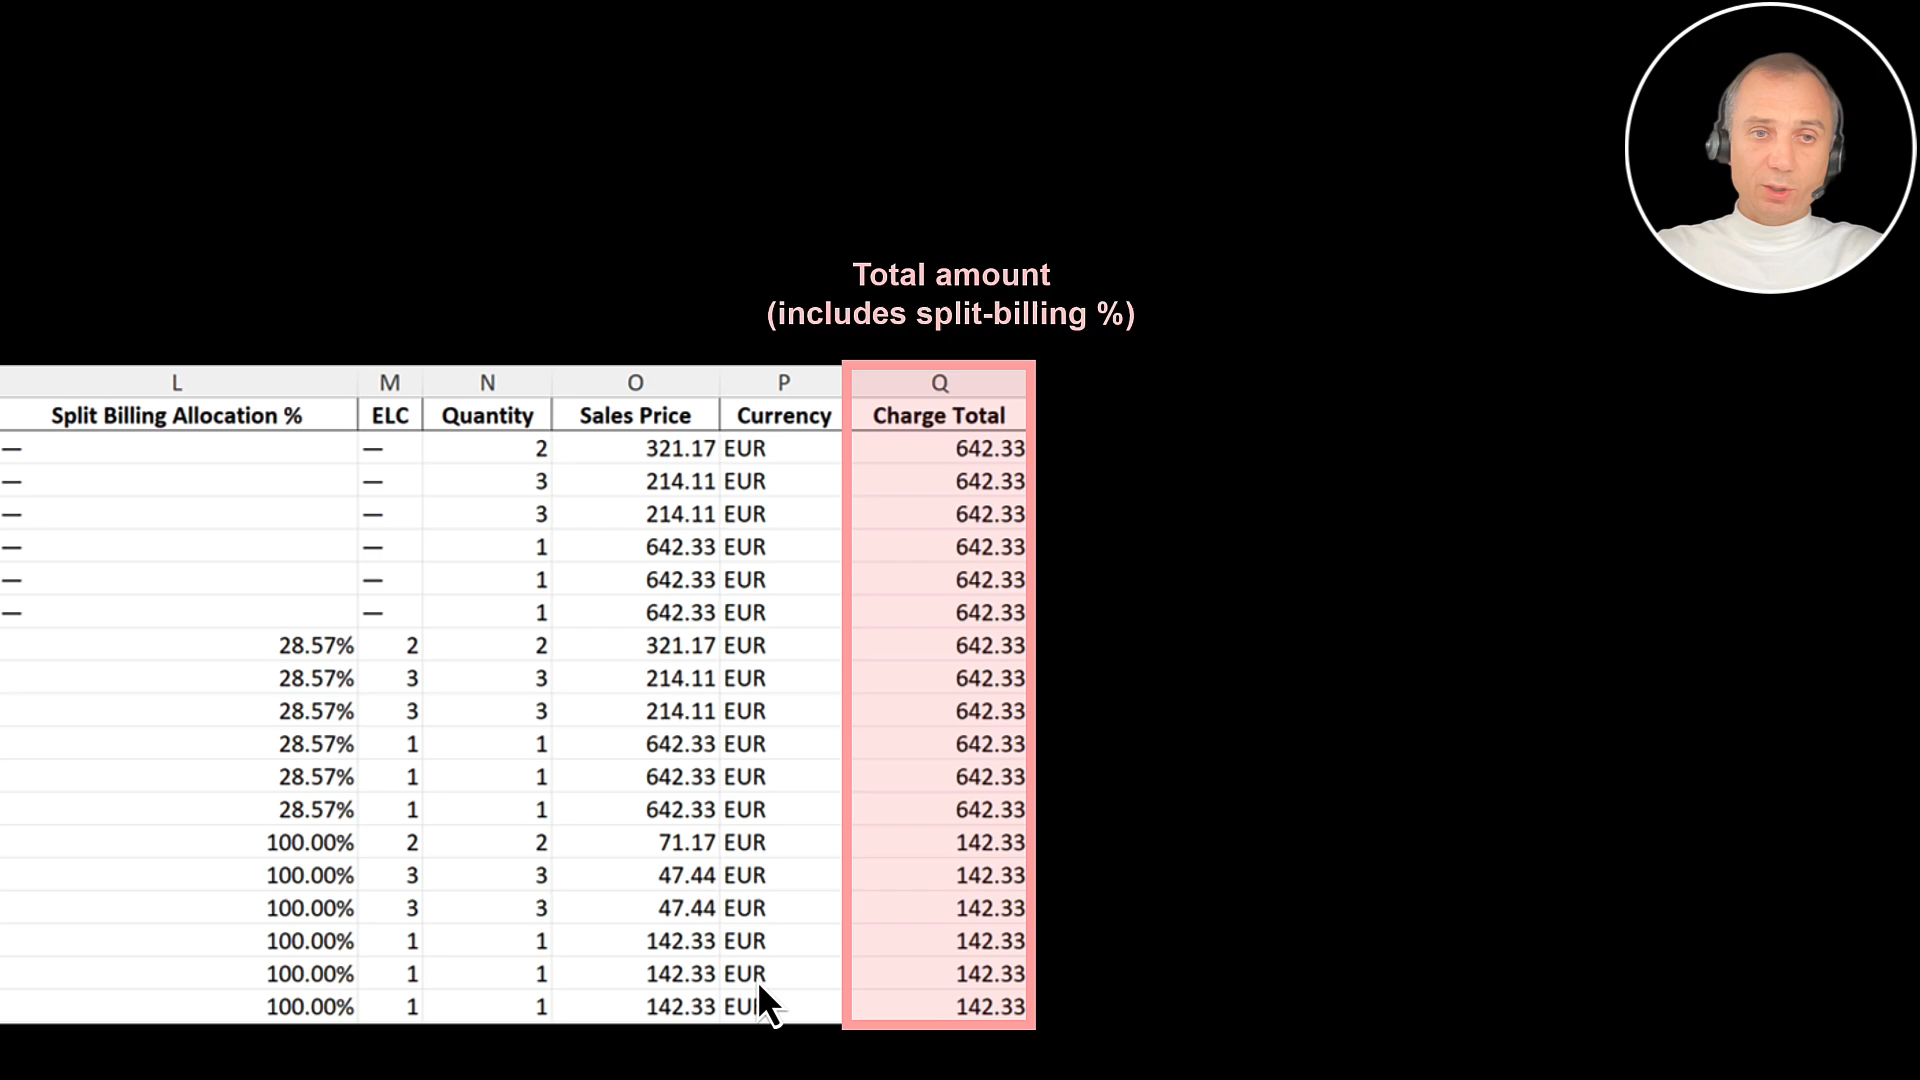 Total amount
(includes split-billing %)
L M N O P Q
Split Billing Allocation % ELC Quantity Sales Price Currency Charge Total
— — 2 321.17 EUR 642.33
— — 3 214.11 EUR 642.33
— — 3 214.11 EUR 642.33
— — 1 642.33 EUR 642.33
— — 1 642.33 EUR 642.33
— — 1 642.33 EUR 642.33
28.57% 2 2 321.17 EUR 642.33
28.57% 3 3 214.11 EUR 642.33
28.57% 3 3 214.11 EUR 642.33
28.57% 1 1 642.33 EUR 642.33
28.57% 1 1 642.33 EUR 642.33
28.57% 1 1 642.33 EUR 642.33
100.00% 2 2 71.17 EUR 142.33
100.00% 3 3 47.44 EUR 142.33
100.00% 3 3 47.44 EUR 142.33
100.00% 1 1 142.33 EUR 142.33
100.00% 1 1 142.33 EUR 142.33
100.00% 1 1 142.33 EUR 142.33